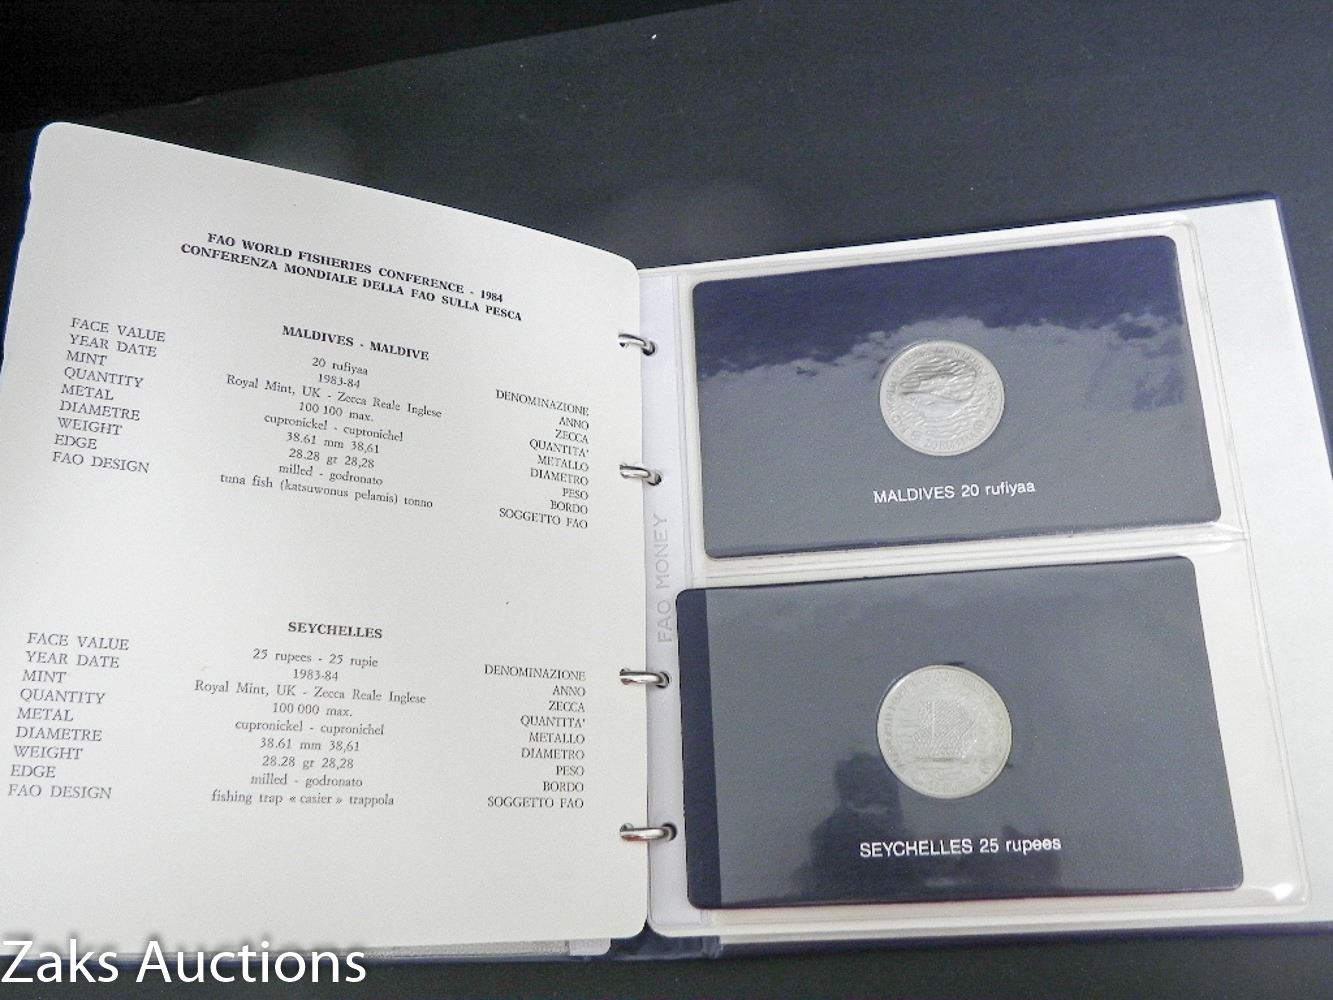 FAO WORLD FISHERIES CONFERENCE - 1984
CONFERENZA MONDIALE DELLA FAO SULLA PESCA
MALDIVES - MALDIVE
FACE VALUE 20 rufiyaa DENOMINAZIONE
YEAR DATE 1983-84 ANNO
MINT Royal Mint, UK - Zecca Reale Inglese ZECCA
QUANTITY 100 100 max. QUANTITA'
METAL cupronickel - cupronichel METALLO
DIAMETRE 38.61 mm 38,61 DIAMETRO
WEIGHT 28.28 gr 28,28 PESO
EDGE milled - godronato BORDO
FAO DESIGN tuna fish (katsuwonus pelamis) tonno SOGGETTO FAO
SEYCHELLES
FACE VALUE 25 rupees - 25 rupie DENOMINAZIONE
YEAR DATE 1983-84 ANNO
MINT Royal Mint, UK - Zecca Reale Inglese ZECCA
QUANTITY 100 000 max. QUANTITA'
METAL cupronickel - cupronichel METALLO
DIAMETRE 38.61 mm 38,61 DIAMETRO
WEIGHT 28.28 gr 28,28 PESO
EDGE milled - godronato BORDO
FAO DESIGN fishing trap « casier » trappola SOGGETTO FAO
FAO MONEY
MALDIVES 20 rufiyaa
SEYCHELLES 25 rupees
Zaks Auctions